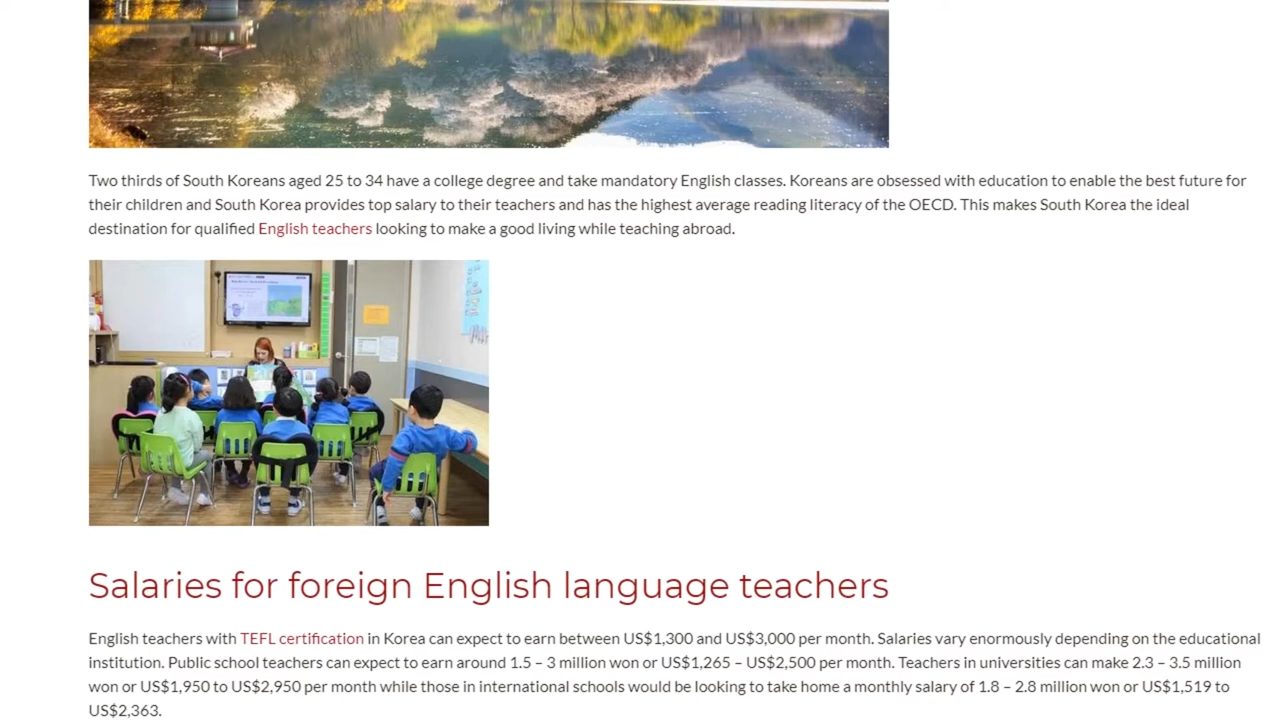 Two thirds of South Koreans aged 25 to 34 have a college degree and take mandatory English classes. Koreans are obsessed with education to enable the best future for
their children and South Korea provides top salary to their teachers and has the highest average reading literacy of the OECD. This makes South Korea the ideal
destination for qualified English teachers looking to make a good living while teaching abroad.
Salaries for foreign English language teachers
English teachers with TEFL certification in Korea can expect to earn between US$1,300 and US$3,000 per month. Salaries vary enormously depending on the educational
institution. Public school teachers can expect to earn around 1.5 – 3 million won or US$1,265 – US$2,500 per month. Teachers in universities can make 2.3 – 3.5 million
won or US$1,950 to US$2,950 per month while those in international schools would be looking to take home a monthly salary of 1.8 – 2.8 million won or US$1,519 to
US$2,363.